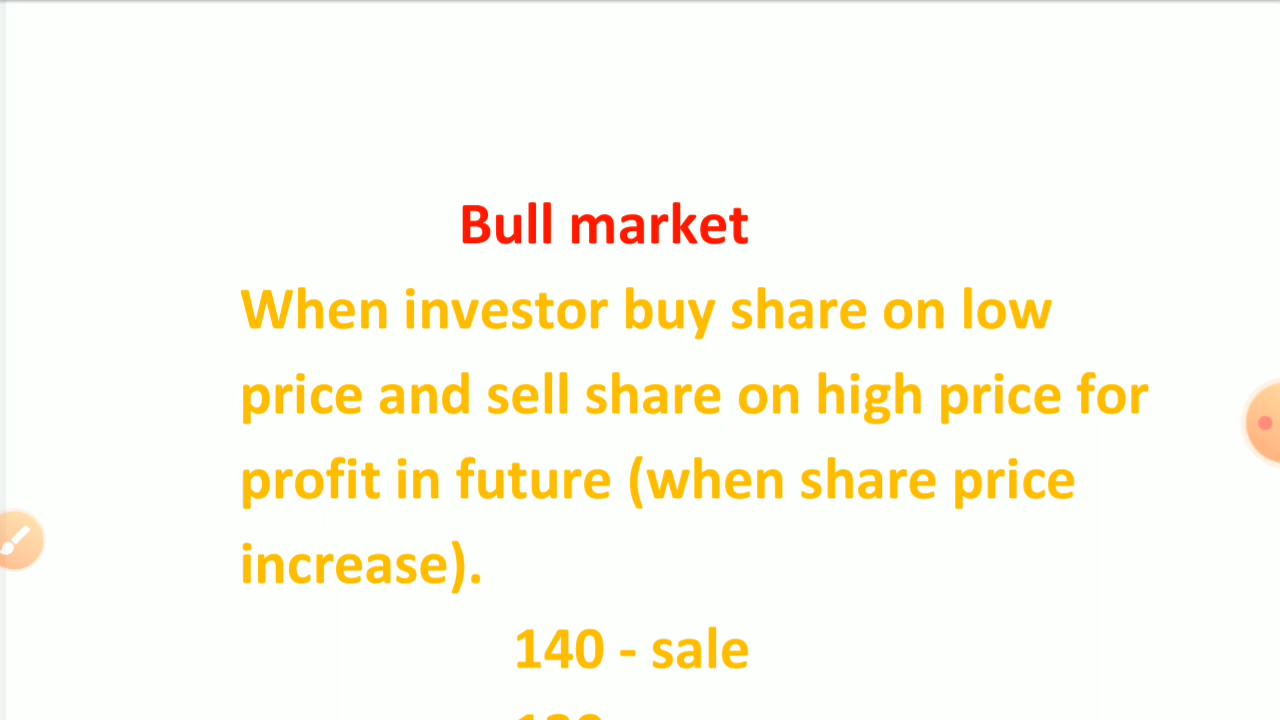 Bull market
When investor buy share on low
price and sell share on high price for
profit in future (when share price
increase).
140 - sale